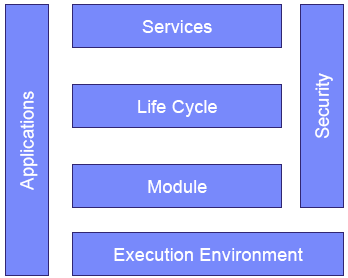 Applications
Services
Life Cycle
Module
Security
Execution Environment